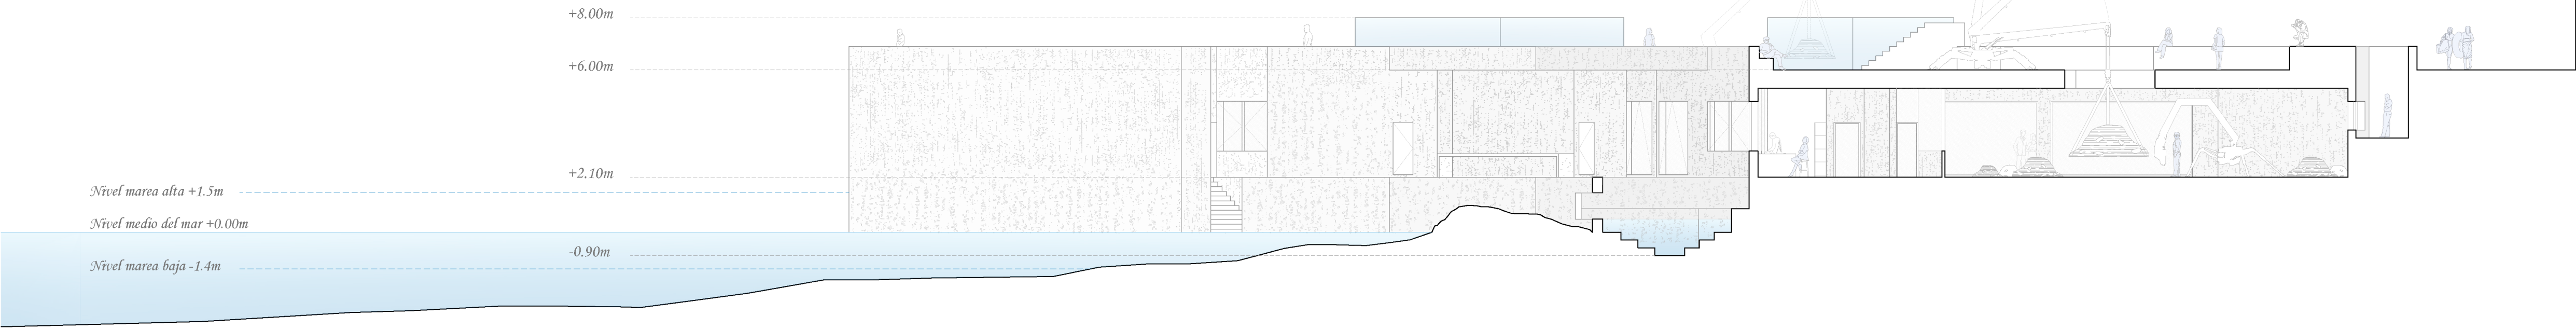 +8.00m
+6.00m
+2.10m
Nivel marea alta +1.5m
Nivel medio del mar +0.00m
-0.90m
Nivel marea baja -1.4m